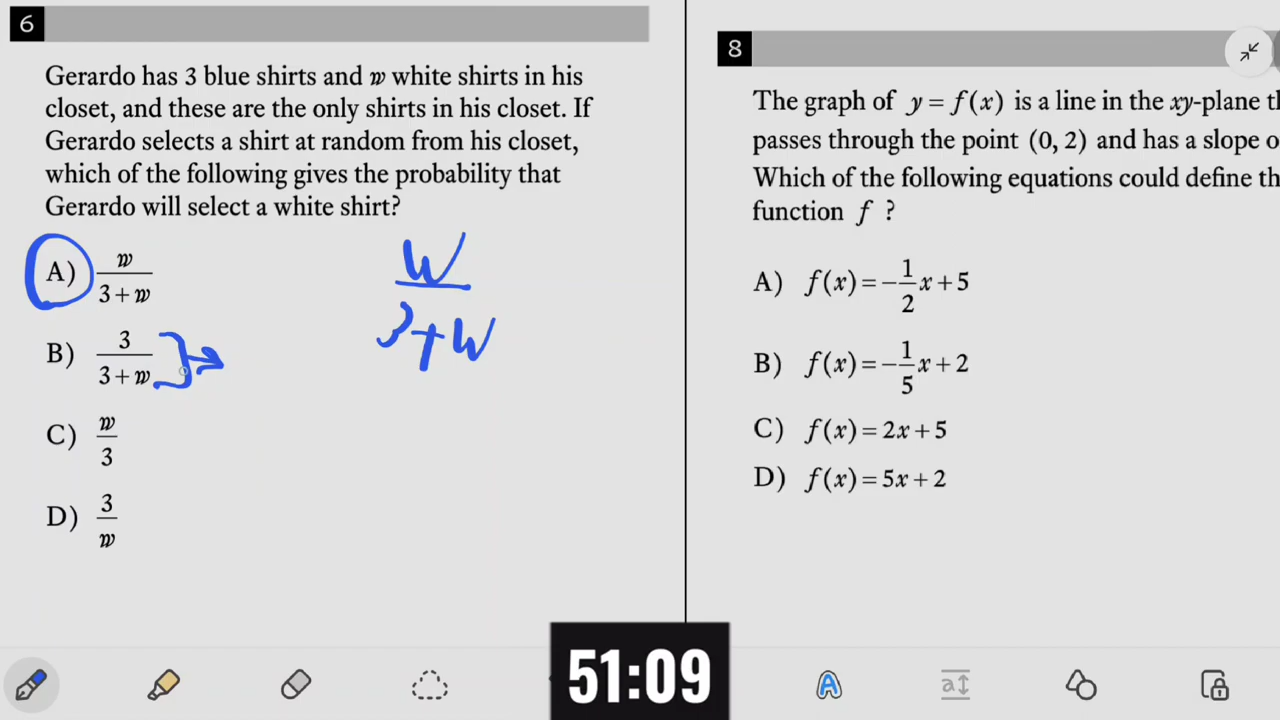 6
Gerardo has 3 blue shirts and w white shirts in his
closet, and these are the only shirts in his closet. If
Gerardo selects a shirt at random from his closet,
which of the following gives the probability that
Gerardo will select a white shirt?
A) w
3 + w
B) 3
3 + w
C) w
3
D) 3
w
W
3+W
8
The graph of y = f(x) is a line in the xy-plane
passes through the point (0, 2) and has a slope
Which of the following equations could define
function f ?
A) f(x) = -1/2 x + 5
B) f(x) = -1/5 x + 2
C) f(x) = 2x + 5
D) f(x) = 5x + 2
51:09
A
a